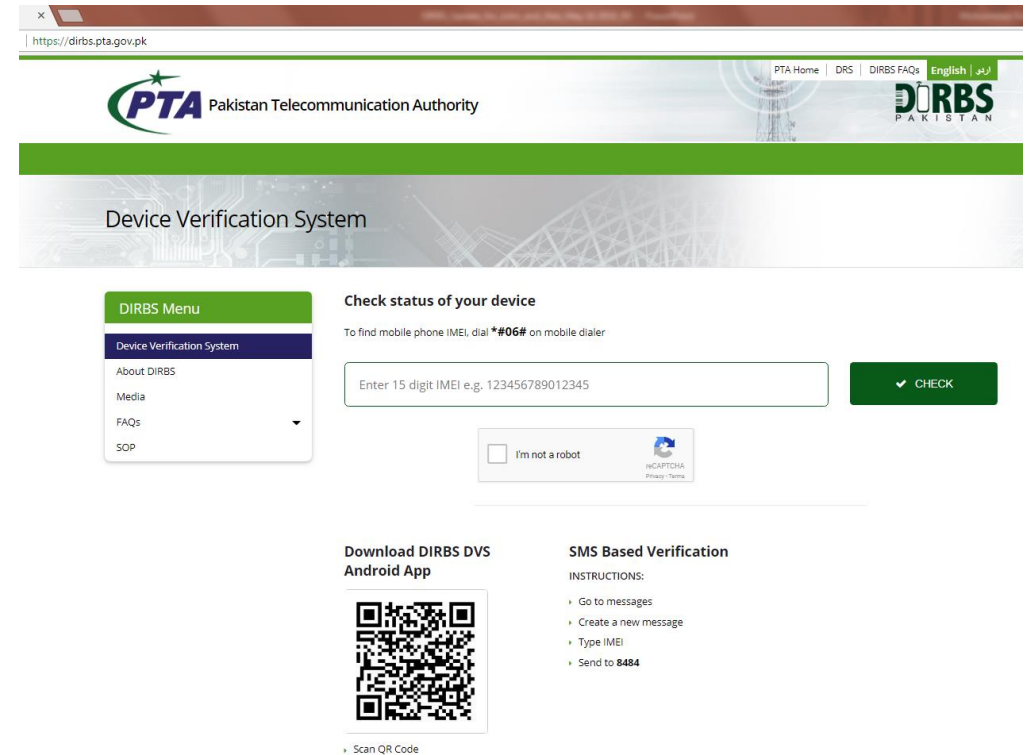 ×
https://dirbs.pta.gov.pk
PTA Home | DRS | DIRBS FAQs English | اردو
PTA Pakistan Telecommunication Authority
DIRBS
PAKISTAN
Device Verification System
DIRBS Menu
Device Verification System
About DIRBS
Media
FAQs
SOP
Check status of your device
To find mobile phone IMEI, dial *#06# on mobile dialer
Enter 15 digit IMEI e.g. 123456789012345
CHECK
I'm not a robot
reCAPTCHA
Privacy - Terms
Download DIRBS DVS
Android App
Scan QR Code
SMS Based Verification
INSTRUCTIONS:
Go to messages
Create a new message
Type IMEI
Send to 8484